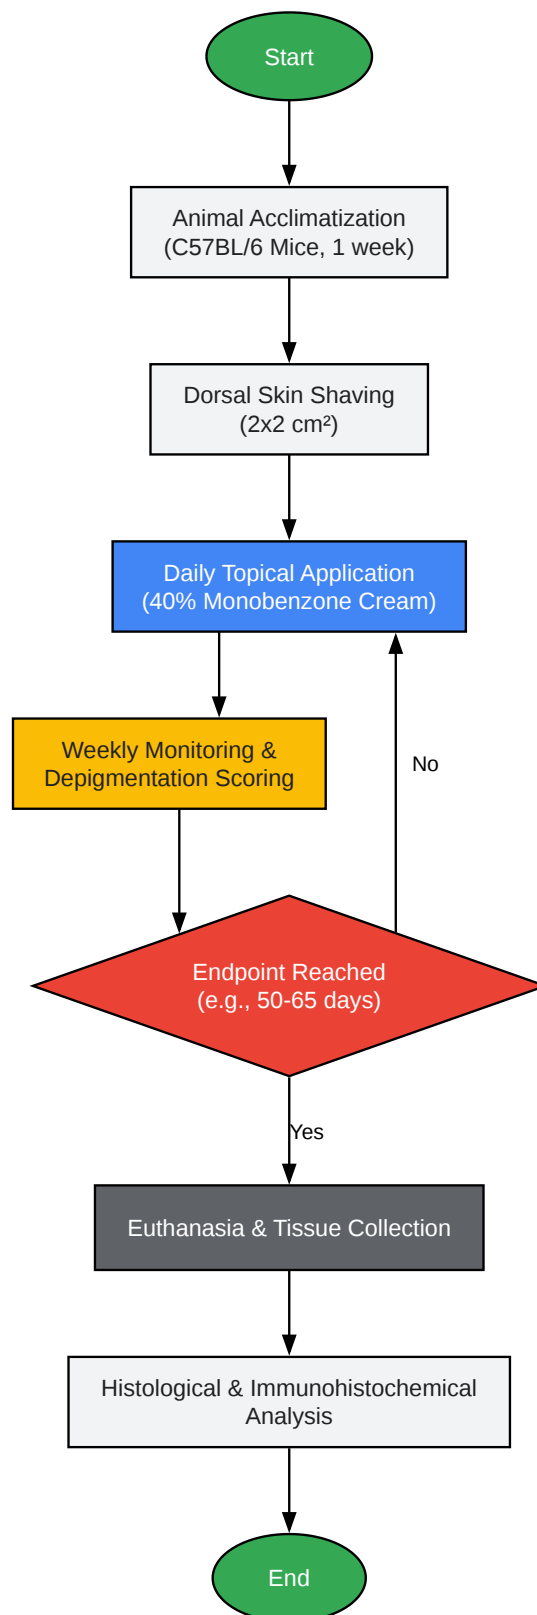 Start
Animal Acclimatization
(C57BL/6 Mice, 1 week)
Dorsal Skin Shaving
(2x2 cm²)
Daily Topical Application
(40% Monobenzone Cream)
Weekly Monitoring &
Depigmentation Scoring
No
Endpoint Reached
(e.g., 50-65 days)
Yes
Euthanasia & Tissue Collection
Histological & Immunohistochemical
Analysis
End